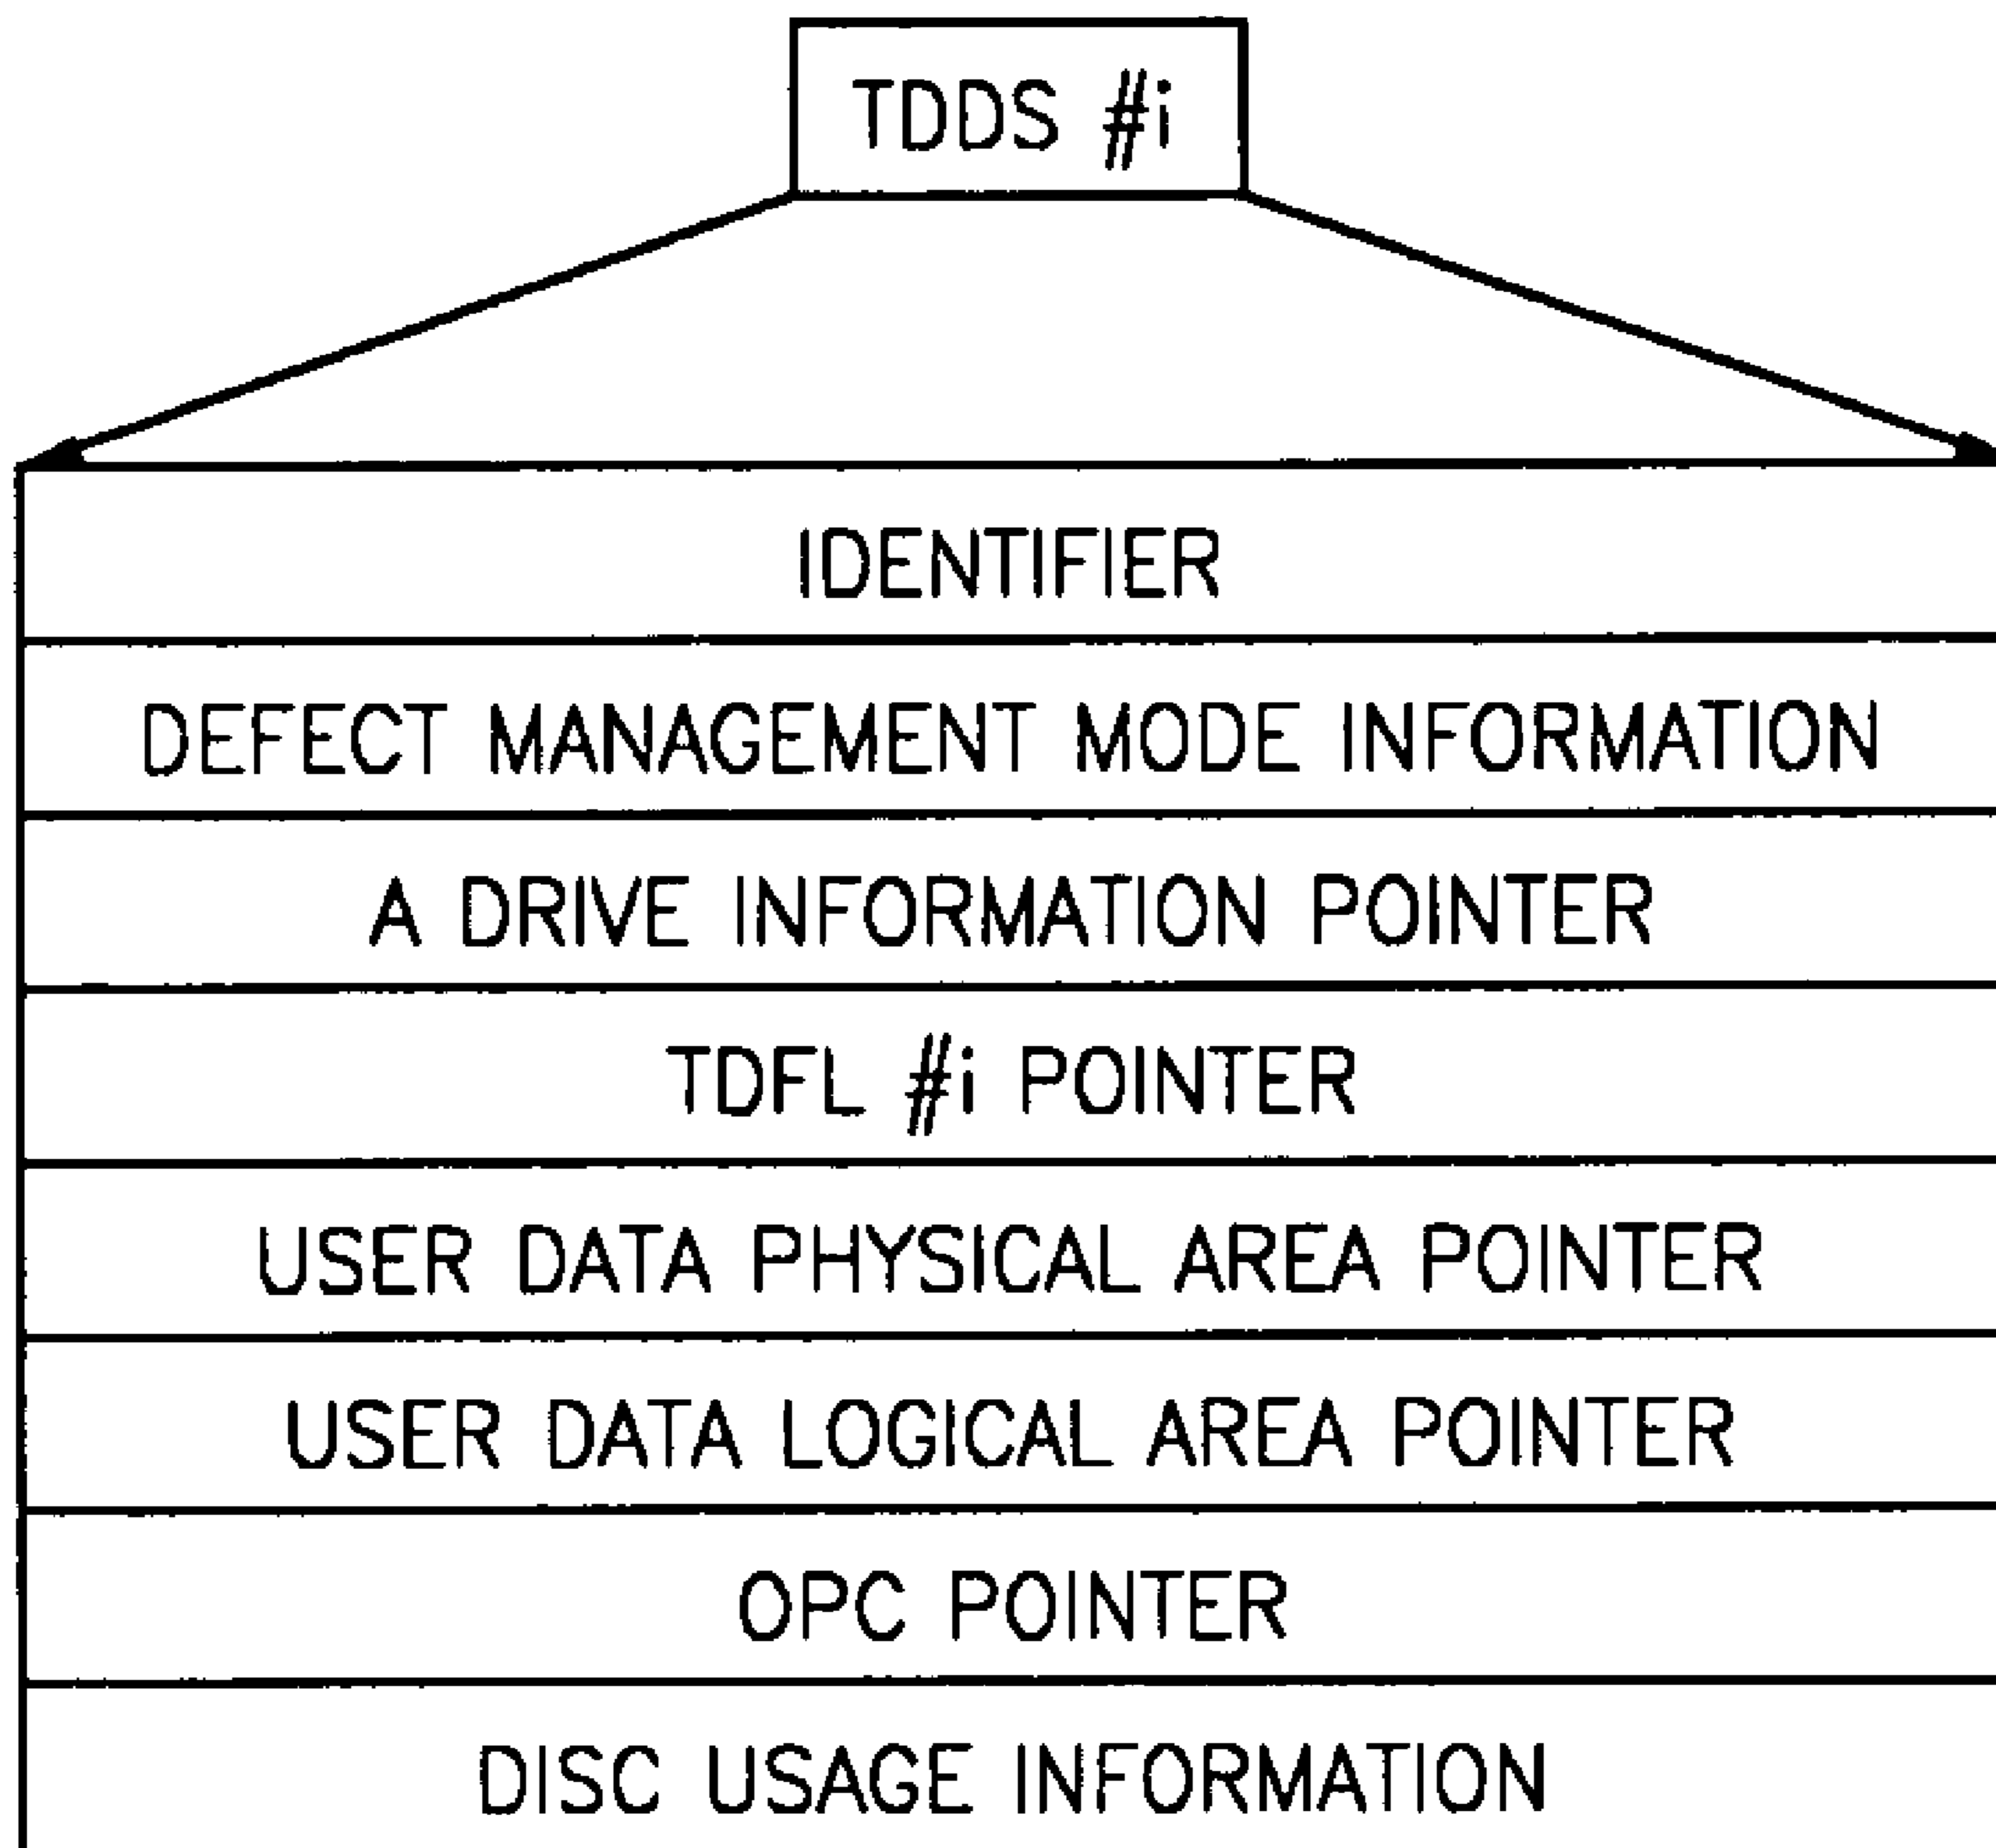 TDDS #i
IDENTIFIER
DEFECT MANAGEMENT MODE INFORMATION
A DRIVE INFORMATION POINTER
TDFL #i POINTER
USER DATA PHYSICAL AREA POINTER
USER DATA LOGICAL AREA POINTER
OPC POINTER
DISC USAGE INFORMATION